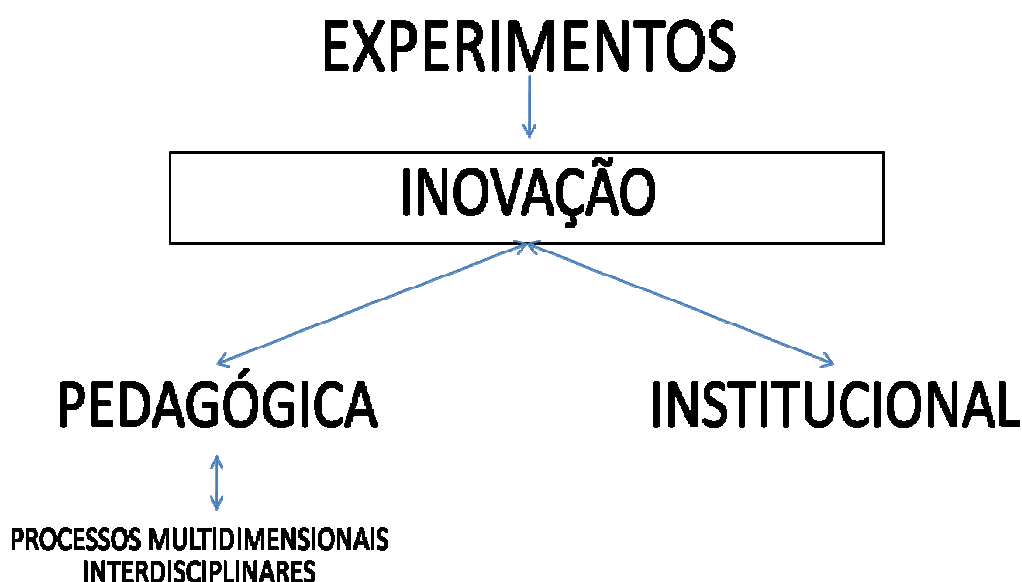 EXPERIMENTOS
INOVAÇÃO
PEDAGÓGICA
INSTITUCIONAL
PROCESSOS MULTIDIMENSIONAIS
INTERDISCIPLINARES